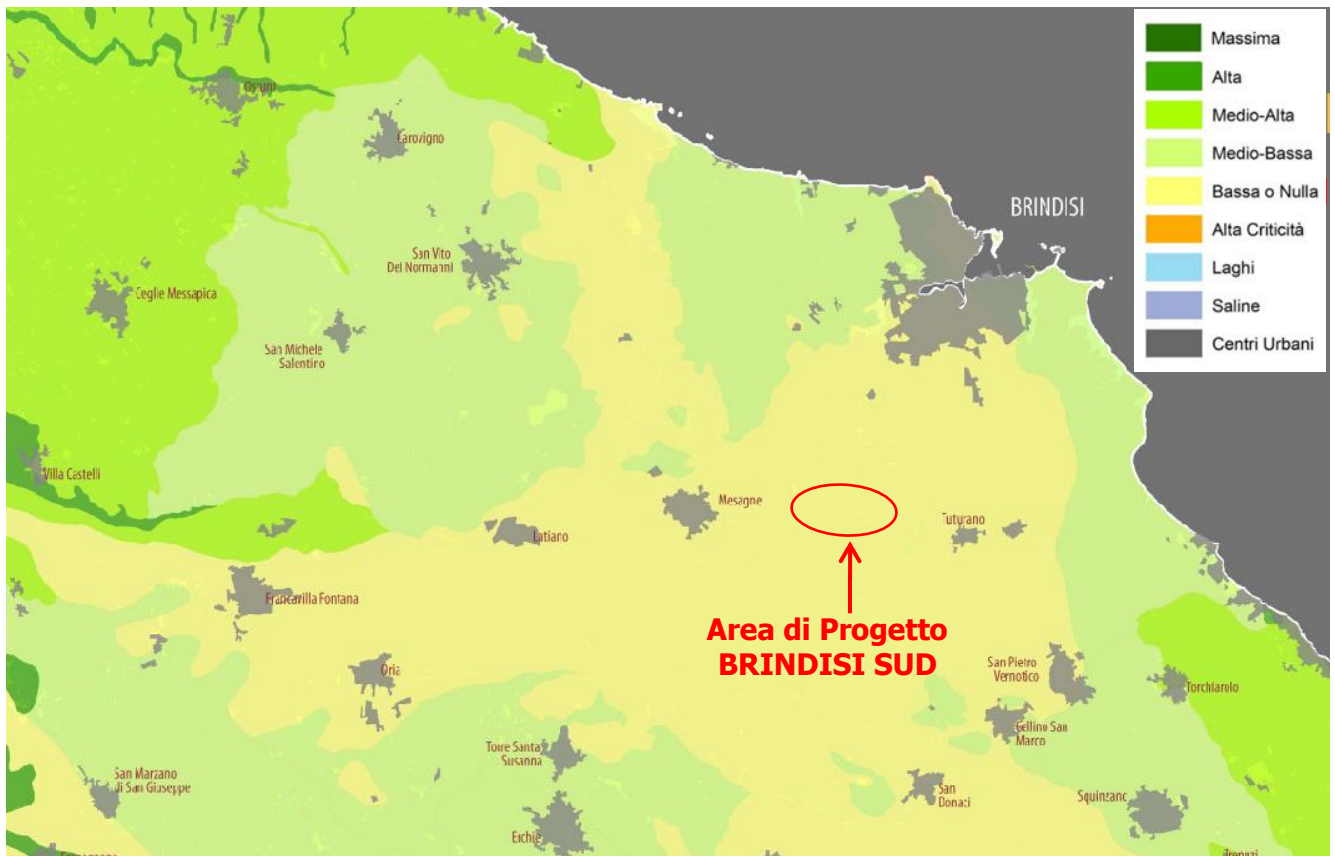 Massima
Alta
Medio-Alta
Medio-Bassa
Bassa o Nulla
Alta Criticità
Laghi
Saline
Centri Urbani
Ostuni
Carovigno
BRINDISI
San Vito
Dei Normanni
Ceglie Messapica
San Michele
Salentino
Villa Castelli
Mesagne
Latiano
Tuturano
Francavilla Fontana
Area di Progetto
BRINDISI SUD
Oria
San Pietro
Vernotico
Torchiarolo
Cellino San
Marco
Torre Santa
Susanna
San Marzano
di San Giuseppe
San
Donaci
Squinzano
Erchie